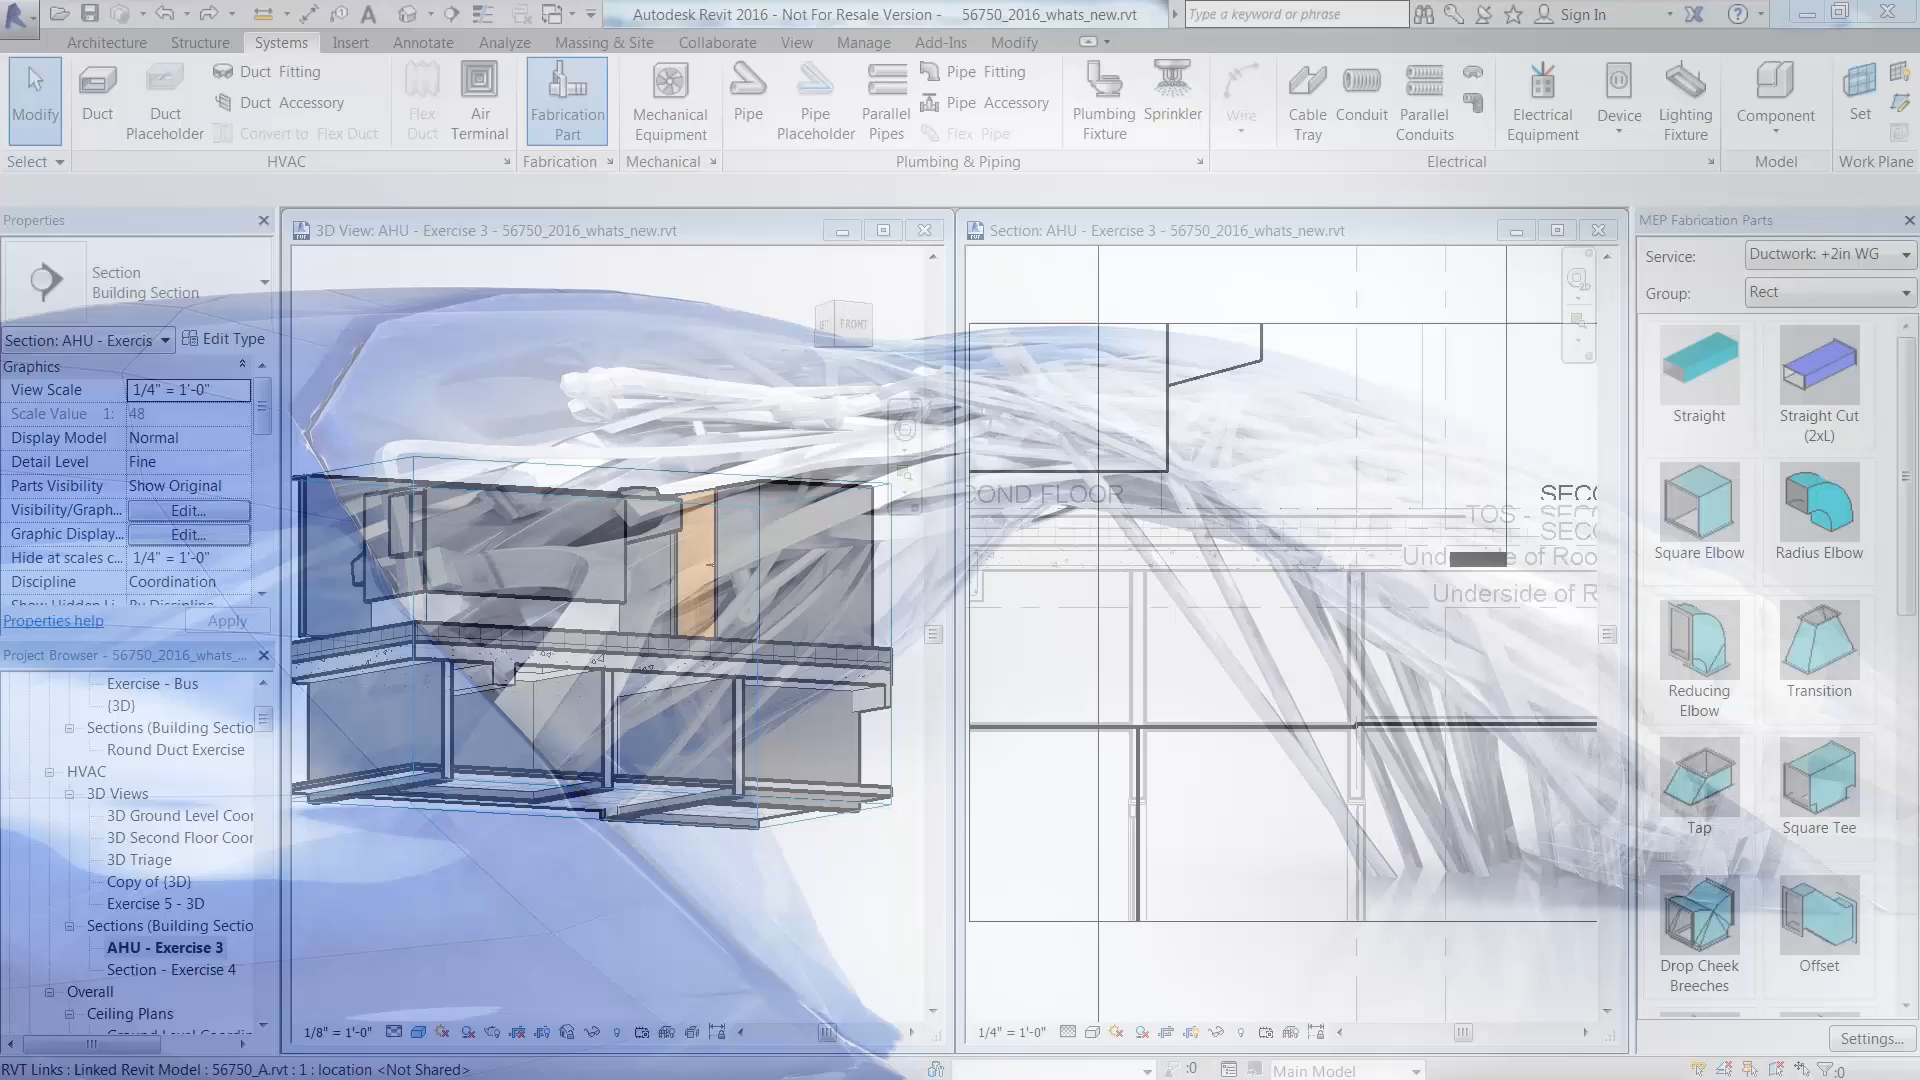 Autodesk Revit 2016 - Not For Resale Version - 56750_2016_whats_new.rvt
Type a keyword or phrase
Sign In
Architecture Structure Systems Insert Annotate Analyze Massing & Site Collaborate View Manage Add-Ins Modify
Modify
Select
Duct
Duct Placeholder
Duct Fitting
Duct Accessory
Convert to Flex Duct
Flex Duct
Air Terminal
HVAC
Fabrication Part
Fabrication
Mechanical Equipment
Mechanical
Pipe
Pipe Placeholder
Parallel Pipes
Pipe Fitting
Pipe Accessory
Flex Pipe
Plumbing Fixture
Sprinkler
Plumbing & Piping
Wire
Cable Tray
Conduit
Parallel Conduits
Electrical Equipment
Device
Lighting Fixture
Electrical
Component
Model
Set
Work Plane
Properties
Section
Building Section
Section: AHU - Exercis
Edit Type
Graphics
View Scale 1/4" = 1'-0"
Scale Value 1: 48
Display Model Normal
Detail Level Fine
Parts Visibility Show Original
Visibility/Graph... Edit...
Graphic Display... Edit...
Hide at scales c... 1/4" = 1'-0"
Discipline Coordination
Properties help
Apply
Project Browser - 56750_2016_whats_...
Exercise - Bus
{3D}
Sections (Building Sectio
Round Duct Exercise
HVAC
3D Views
3D Ground Level Coor
3D Second Floor Coor
3D Triage
Copy of {3D}
Exercise 5 - 3D
Sections (Building Sectio
AHU - Exercise 3
Section - Exercise 4
Overall
Ceiling Plans
3D View: AHU - Exercise 3 - 56750_2016_whats_new.rvt
FRONT
1/8" = 1'-0"
Section: AHU - Exercise 3 - 56750_2016_whats_new.rvt
2D
COND FLOOR
SECC
TOS - SECC
SECC
Und
e of Roo
Underside of R
1/4" = 1'-0"
MEP Fabrication Parts
Service: Ductwork: +2in WG
Group: Rect
Straight
Straight Cut (2xL)
Square Elbow
Radius Elbow
Reducing Elbow
Transition
Tap
Square Tee
Drop Cheek Breeches
Offset
Settings...
RVT Links : Linked Revit Model : 56750_A.rvt : 1 : location <Not Shared>
:0
Main Model
:0